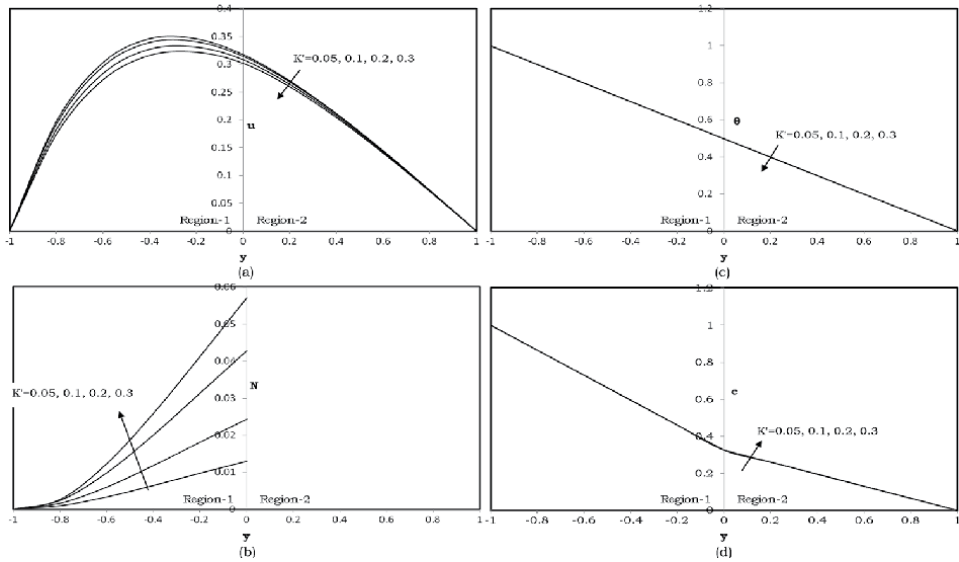 0.4
0.35
0.3
0.25
0.2
0.15
0.1
0.05
0
K'=0.05, 0.1, 0.2, 0.3
u
Region-1 Region-2
-1 -0.8 -0.6 -0.4 -0.2 0 0.2 0.4 0.6 0.8 1
y
(a)
1.2
1
0.8
0.6
0.4
0.2
0
θ
K'=0.05, 0.1, 0.2, 0.3
Region-1 Region-2
-1 -0.8 -0.6 -0.4 -0.2 0 0.2 0.4 0.6 0.8 1
y
(c)
0.06
0.05
0.04
0.03
0.02
0.01
0
N
K'=0.05, 0.1, 0.2, 0.3
Region-1 Region-2
-1 -0.8 -0.6 -0.4 -0.2 0 0.2 0.4 0.6 0.8 1
y
(b)
1.2
1
0.8
0.6
0.4
0.2
0
c
K'=0.05, 0.1, 0.2, 0.3
Region-1 Region-2
-1 -0.8 -0.6 -0.4 -0.2 0 0.2 0.4 0.6 0.8 1
y
(d)